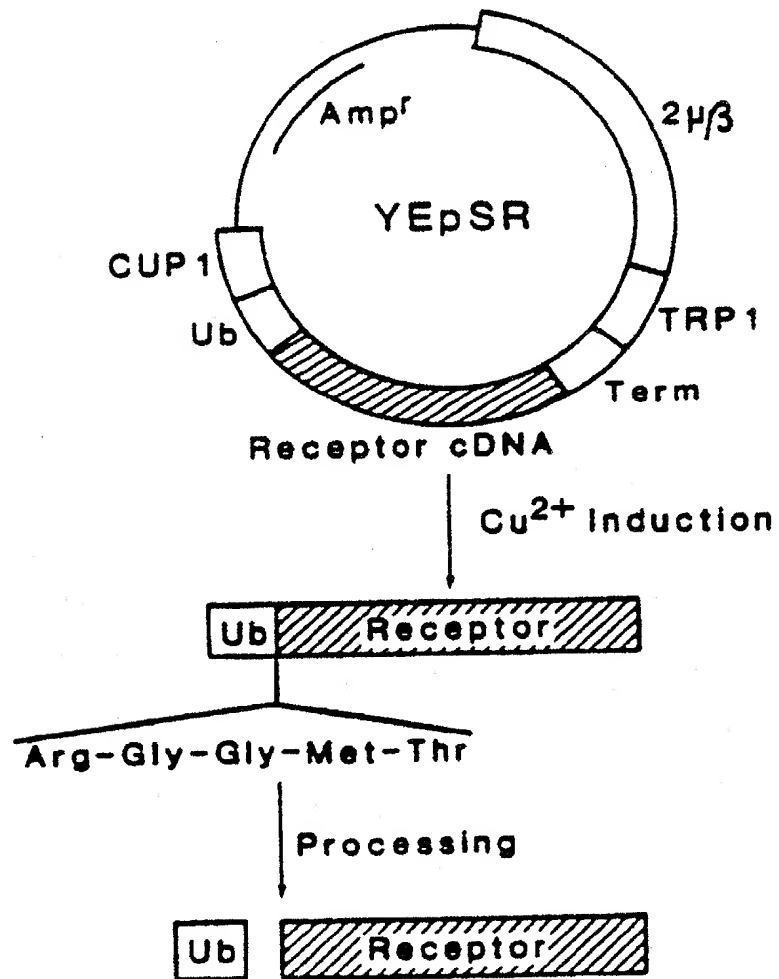 Ampʳ
2µβ
YEpSR
CUP1
TRP1
Ub
Term
Receptor cDNA
Cu²⁺ Induction
Ub Receptor
Arg-Gly-Gly-Met-Thr
Processing
Ub Receptor